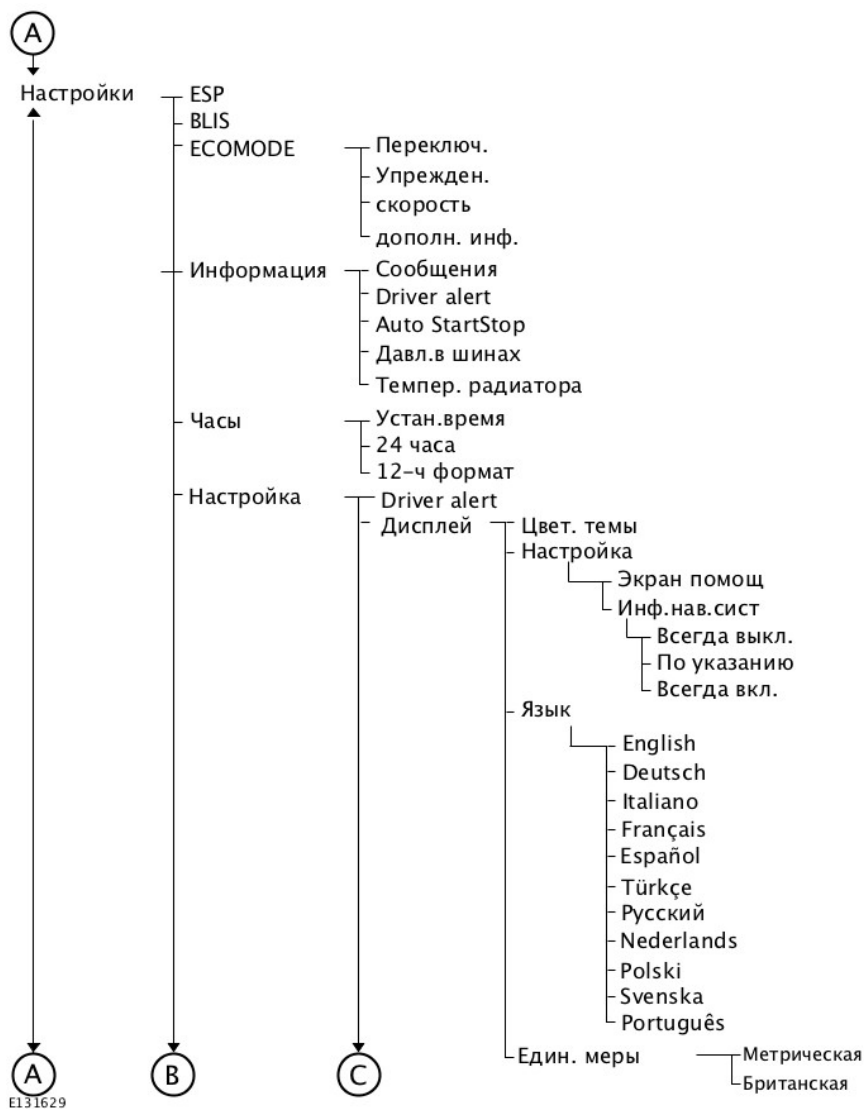 A
Настройки
ESP
BLIS
ECOMODE
Переключ.
Упрежден.
скорость
дополн. инф.
Информация
Сообщения
Driver alert
Auto StartStop
Давл.в шинах
Темпер. радиатора
Часы
Устан.время
24 часа
12-ч формат
Настройка
Driver alert
Дисплей
Цвет. темы
Настройка
Экран помощ
Инф.нав.сист
Всегда выкл.
По указанию
Всегда вкл.
Язык
English
Deutsch
Italiano
Français
Español
Türkçe
Русский
Nederlands
Polski
Svenska
Português
Един. меры
Метрическая
Британская
A
B
C
E131629